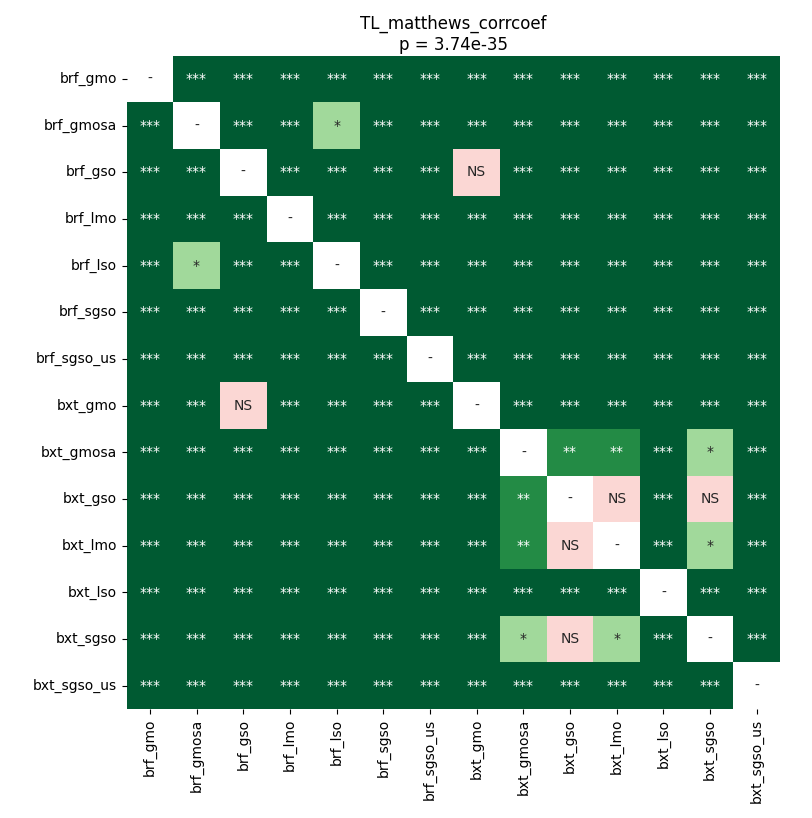 TL_matthews_corrcoef
p = 3.74e-35
brf_gmo - *** *** *** *** *** *** *** *** *** *** *** *** ***
brf_gmosa *** - *** *** * *** *** *** *** *** *** *** *** ***
brf_gso *** *** - *** *** *** *** NS *** *** *** *** *** ***
brf_lmo *** *** *** - *** *** *** *** *** *** *** *** *** ***
brf_lso *** * *** *** - *** *** *** *** *** *** *** *** ***
brf_sgso *** *** *** *** *** - *** *** *** *** *** *** *** ***
brf_sgso_us *** *** *** *** *** *** - *** *** *** *** *** *** ***
bxt_gmo *** *** NS *** *** *** *** - *** *** *** *** *** ***
bxt_gmosa *** *** *** *** *** *** *** *** - ** ** *** * ***
bxt_gso *** *** *** *** *** *** *** *** ** - NS *** NS ***
bxt_lmo *** *** *** *** *** *** *** *** ** NS - *** * ***
bxt_lso *** *** *** *** *** *** *** *** *** *** *** - *** ***
bxt_sgso *** *** *** *** *** *** *** *** * NS * *** - ***
bxt_sgso_us *** *** *** *** *** *** *** *** *** *** *** *** *** -
brf_gmo brf_gmosa brf_gso brf_lmo brf_lso brf_sgso brf_sgso_us bxt_gmo bxt_gmosa bxt_gso bxt_lmo bxt_lso bxt_sgso bxt_sgso_us